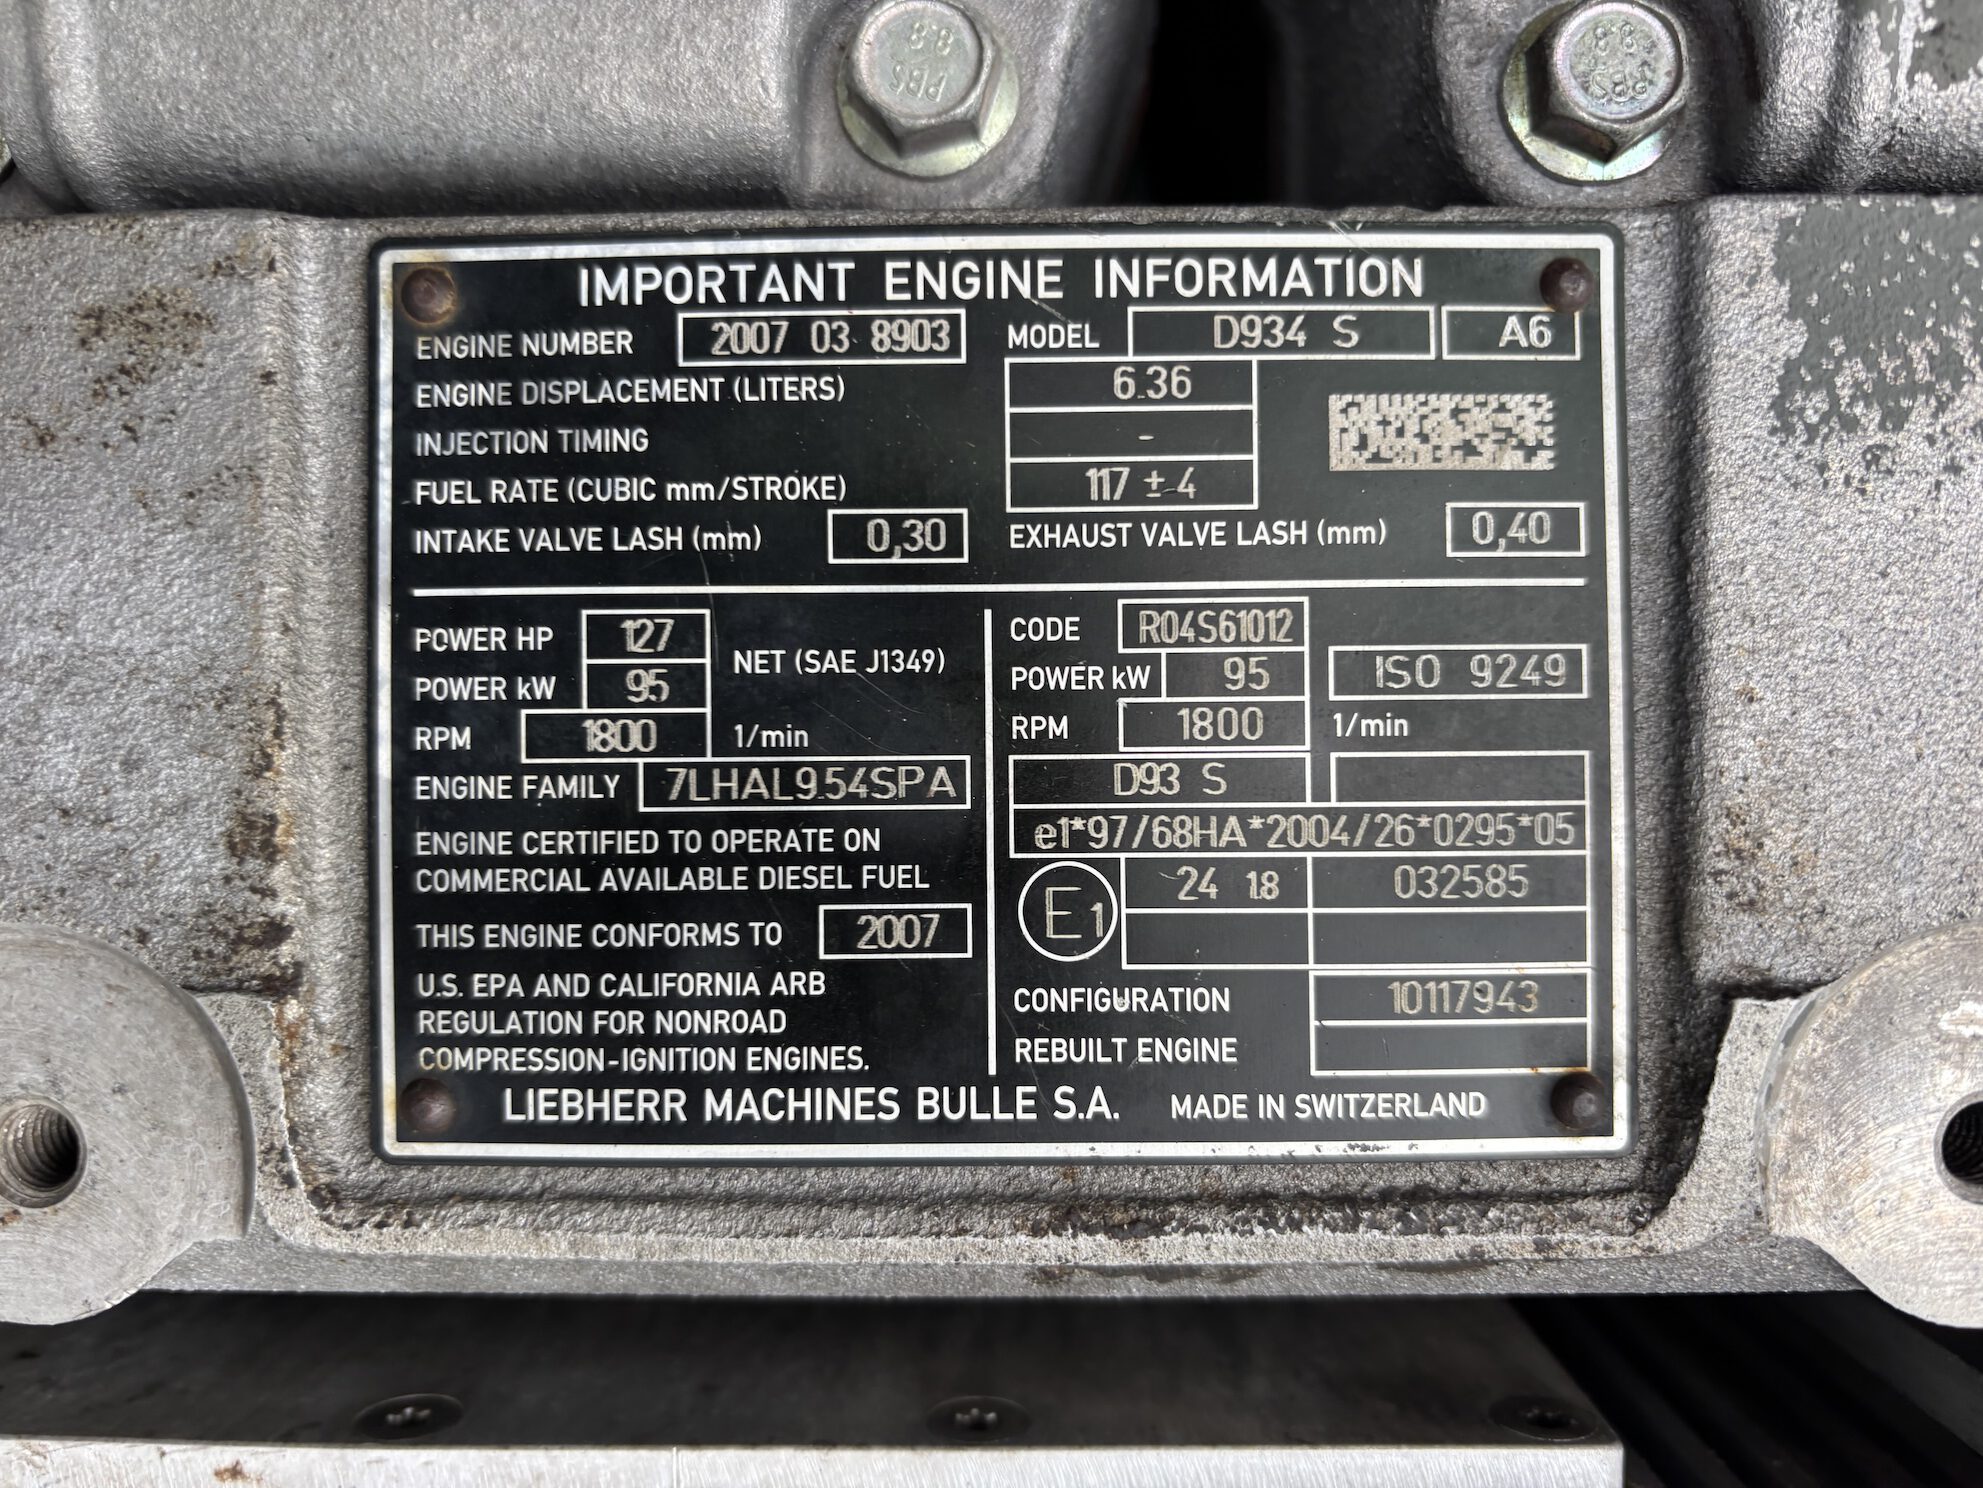 8.8
PBS
8.8
PBS
IMPORTANT ENGINE INFORMATION
ENGINE NUMBER 2007 03 8903 MODEL D934 S A6
ENGINE DISPLACEMENT (LITERS) 6.36
INJECTION TIMING -
FUEL RATE (CUBIC mm/STROKE) 117 ± 4
INTAKE VALVE LASH (mm) 0,30 EXHAUST VALVE LASH (mm) 0,40
POWER HP 127
POWER kW 95
NET (SAE J1349)
RPM 1800 1/min
ENGINE FAMILY 7LHAL9.54SPA
ENGINE CERTIFIED TO OPERATE ON
COMMERCIAL AVAILABLE DIESEL FUEL
THIS ENGINE CONFORMS TO 2007
U.S. EPA AND CALIFORNIA ARB
REGULATION FOR NONROAD
COMPRESSION-IGNITION ENGINES.
CODE R04S61012
POWER kW 95 ISO 9249
RPM 1800 1/min
D93 S
e1*97/68HA*2004/26*0295*05
E1 24 1.8 032585
CONFIGURATION 10117943
REBUILT ENGINE
LIEBHERR MACHINES BULLE S.A. MADE IN SWITZERLAND